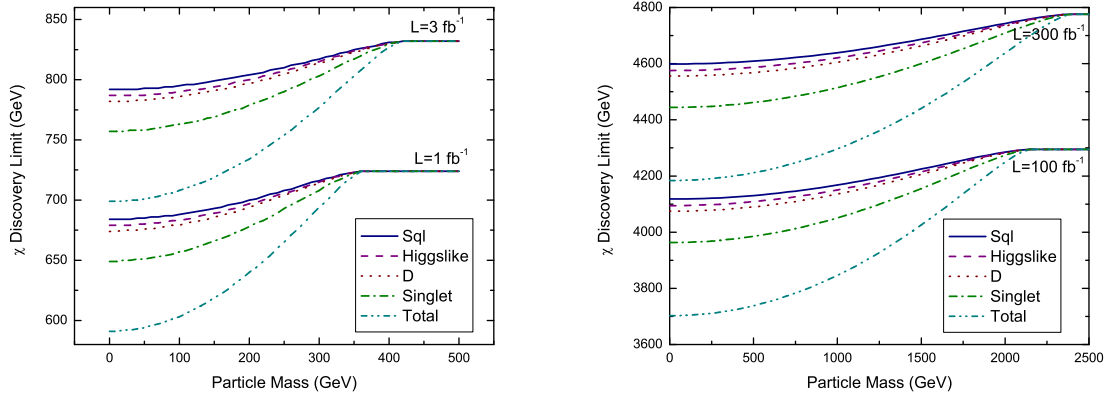 850
800
750
700
650
600
χ Discovery Limit (GeV)
L=3 fb⁻¹
L=1 fb⁻¹
Sql
Higgslike
D
Singlet
Total
0 100 200 300 400 500
Particle Mass (GeV)
4800
4600
4400
4200
4000
3800
3600
χ Discovery Limit (GeV)
L=300 fb⁻¹
L=100 fb⁻¹
Sql
Higgslike
D
Singlet
Total
0 500 1000 1500 2000 2500
Particle Mass (GeV)